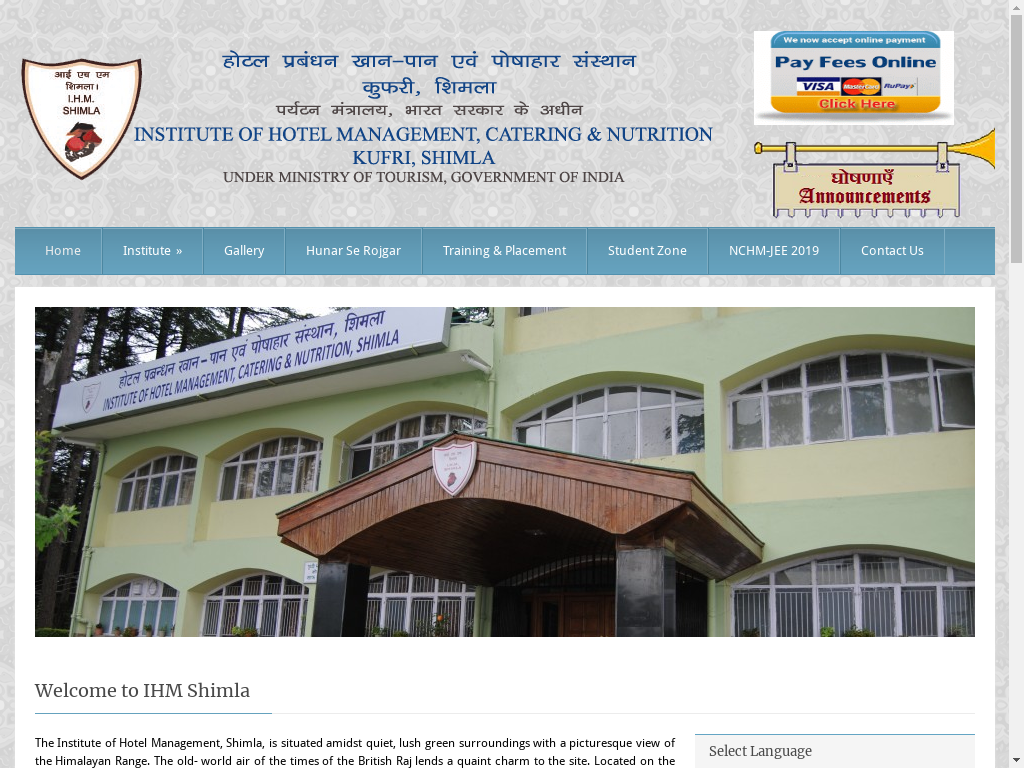 आई एच एम
शिमला।
I.H.M.
SHIMLA
होटल प्रबंधन खान-पान एवं पोषाहार संस्थान
कुफरी, शिमला
पर्यटन मंत्रालय, भारत सरकार के अधीन
INSTITUTE OF HOTEL MANAGEMENT, CATERING & NUTRITION
KUFRI, SHIMLA
UNDER MINISTRY OF TOURISM, GOVERNMENT OF INDIA
We now accept online payment
Pay Fees Online
VISA MasterCard RuPay
Click Here
घोषणाएँ
Announcements
Home Institute » Gallery Hunar Se Rojgar Training & Placement Student Zone NCHM-JEE 2019 Contact Us
होटल प्रबन्धन खान-पान एवं पोषाहार संस्थान, शिमला
INSTITUTE OF HOTEL MANAGEMENT, CATERING & NUTRITION, SHIMLA
Welcome to IHM Shimla
The Institute of Hotel Management, Shimla, is situated amidst quiet, lush green surroundings with a picturesque view of
the Himalayan Range. The old- world air of the times of the British Raj lends a quaint charm to the site. Located on the
Select Language